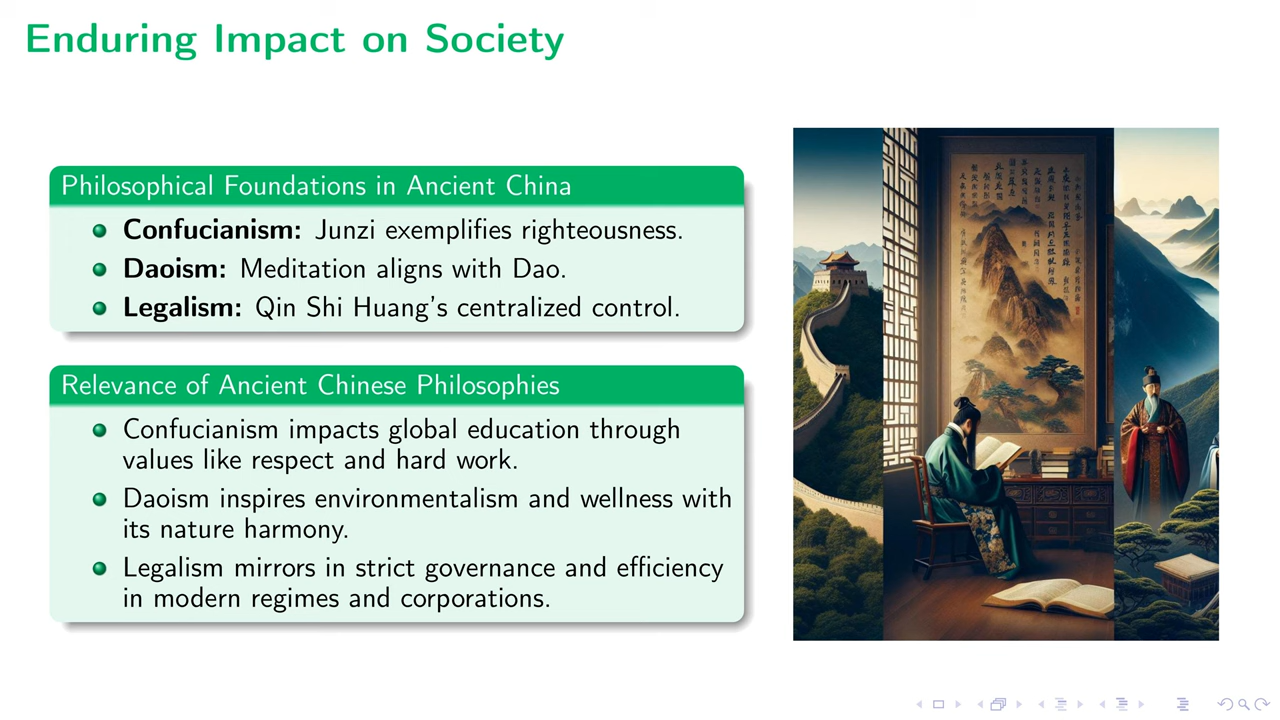 Enduring Impact on Society
Philosophical Foundations in Ancient China
Confucianism: Junzi exemplifies righteousness.
Daoism: Meditation aligns with Dao.
Legalism: Qin Shi Huang's centralized control.
Relevance of Ancient Chinese Philosophies
Confucianism impacts global education through
values like respect and hard work.
Daoism inspires environmentalism and wellness with
its nature harmony.
Legalism mirrors in strict governance and efficiency
in modern regimes and corporations.